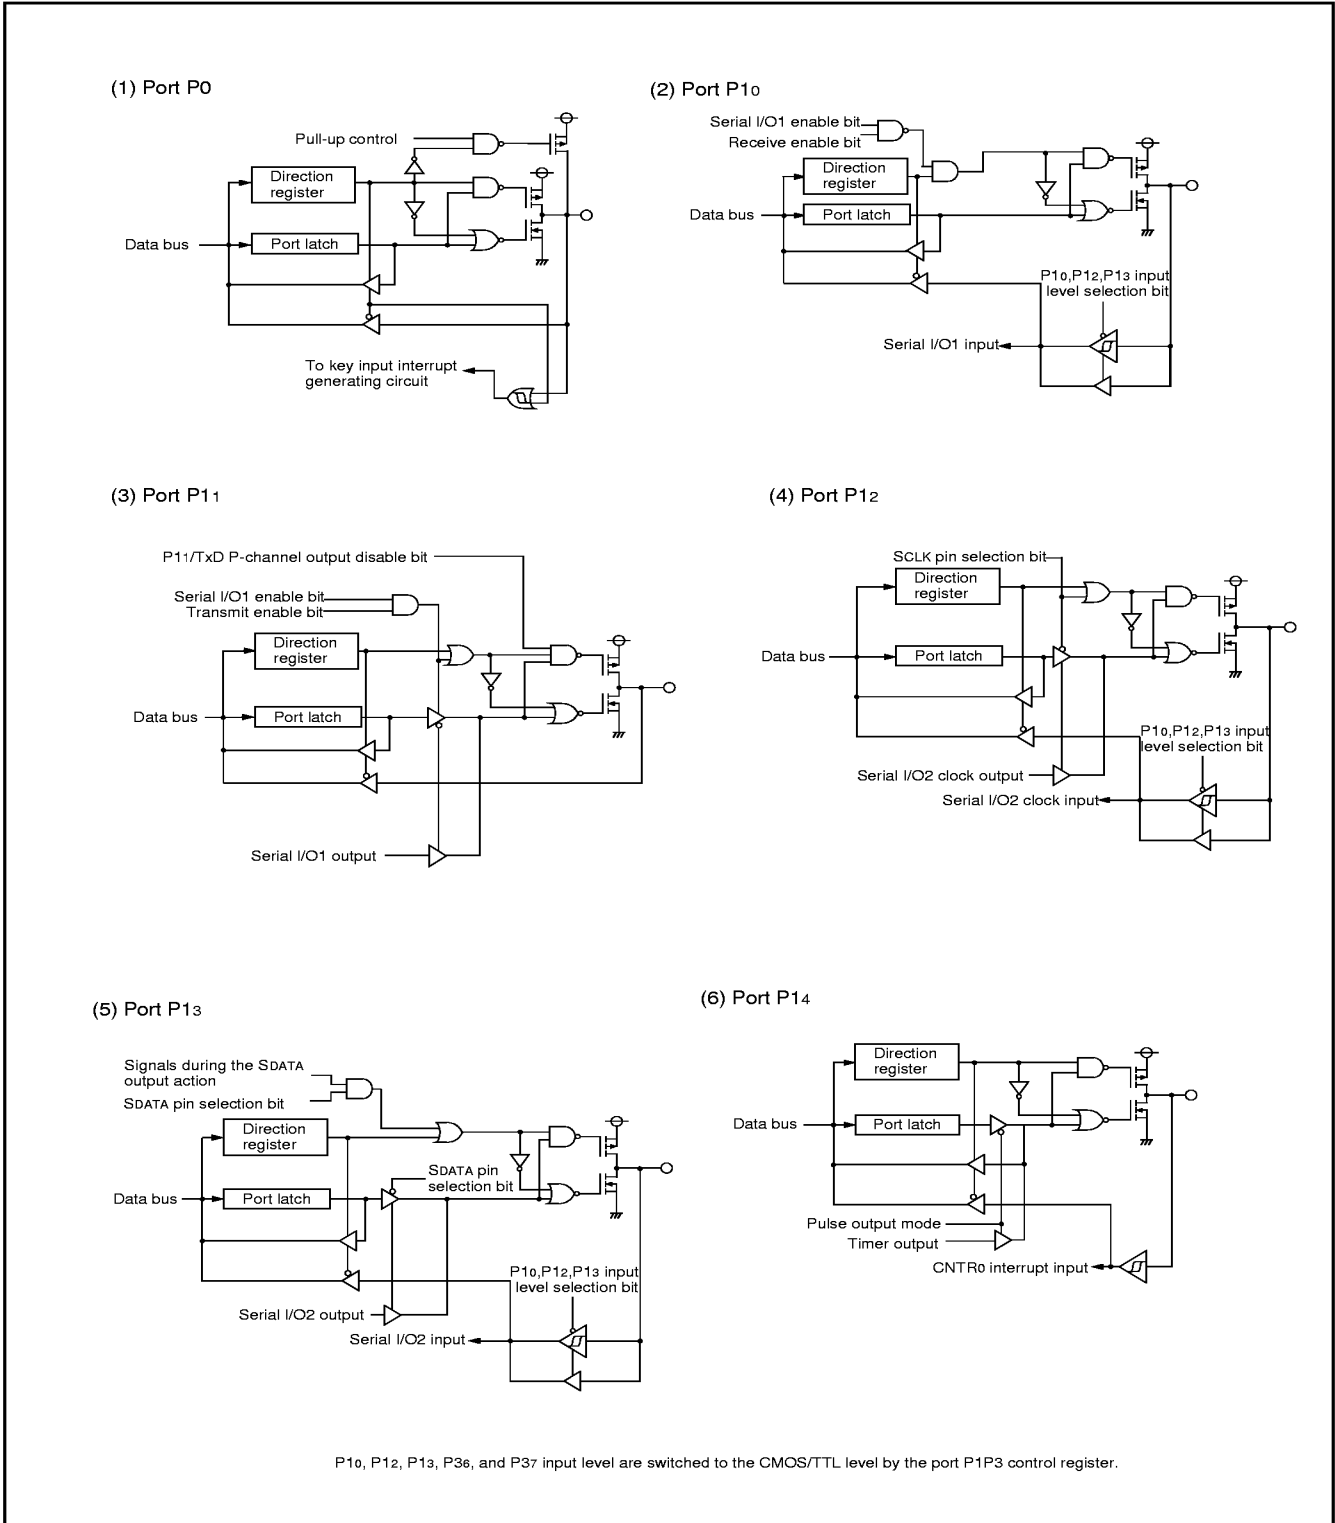 (1) Port P0
Pull-up control
Direction
register
Data bus
Port latch
To key input interrupt
generating circuit
(2) Port P10
Serial I/O1 enable bit
Receive enable bit
Direction
register
Data bus
Port latch
P10,P12,P13 input
level selection bit
Serial I/O1 input
(3) Port P11
P11/TxD P-channel output disable bit
Serial I/O1 enable bit
Transmit enable bit
Direction
register
Data bus
Port latch
Serial I/O1 output
(4) Port P12
SCLK pin selection bit
Direction
register
Data bus
Port latch
P10,P12,P13 input
level selection bit
Serial I/O2 clock output
Serial I/O2 clock input
(5) Port P13
Signals during the SDATA
output action
SDATA pin selection bit
Direction
register
SDATA pin
selection bit
Data bus
Port latch
P10,P12,P13 input
level selection bit
Serial I/O2 output
Serial I/O2 input
(6) Port P14
Direction
register
Data bus
Port latch
Pulse output mode
Timer output
CNTR0 interrupt input
P10, P12, P13, P36, and P37 input level are switched to the CMOS/TTL level by the port P1P3 control register.